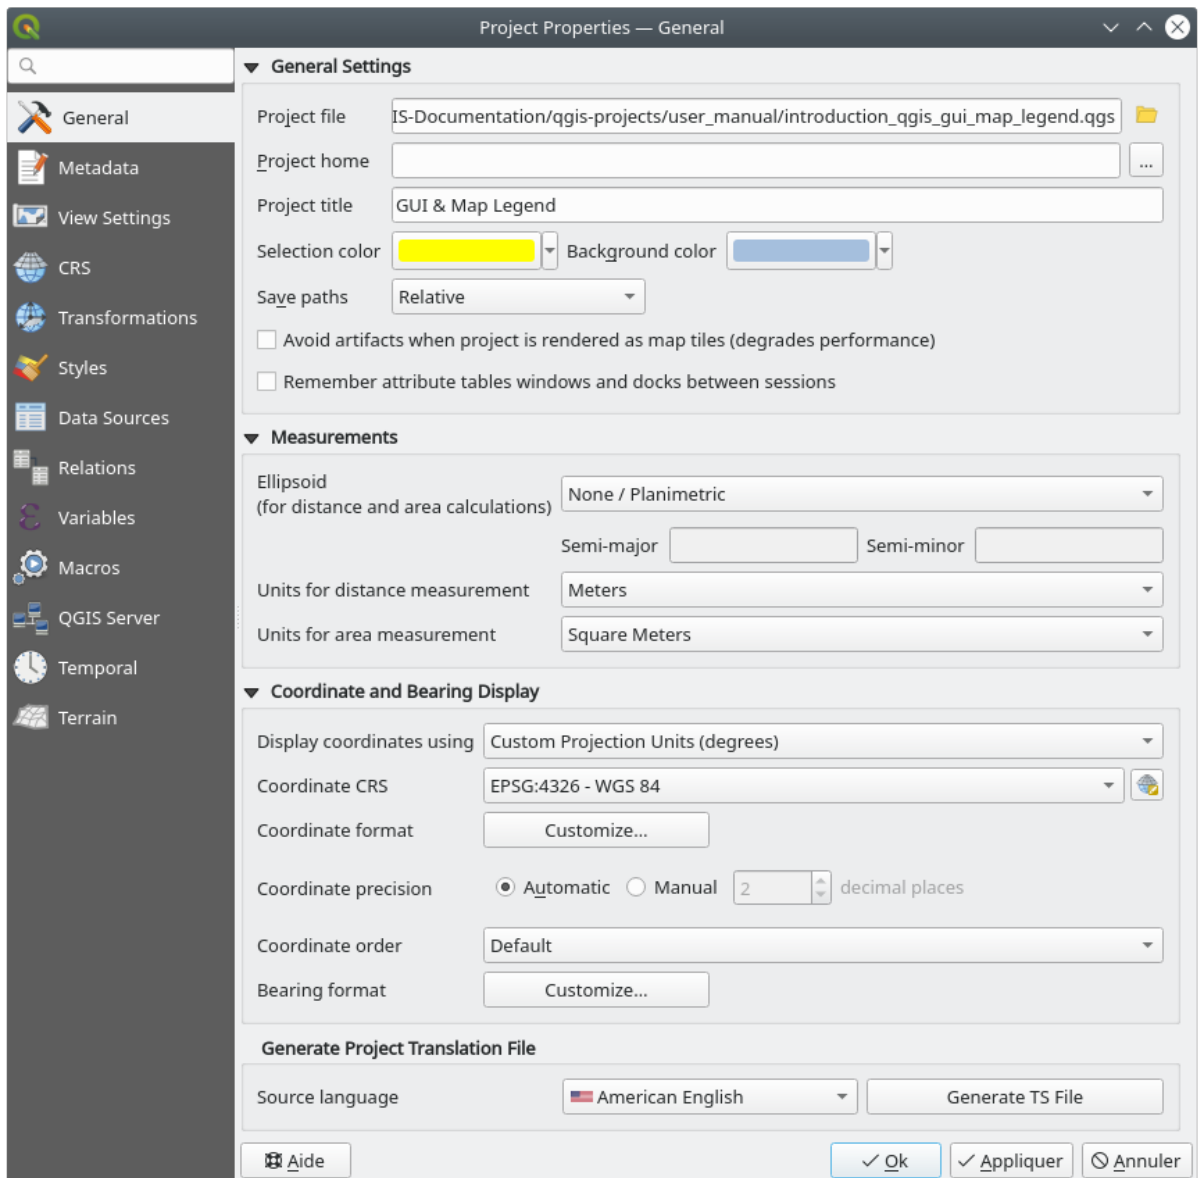 Project Properties — General
General
Metadata
View Settings
CRS
Transformations
Styles
Data Sources
Relations
Variables
Macros
QGIS Server
Temporal
Terrain
General Settings
Project file IS-Documentation/qgis-projects/user_manual/introduction_qgis_gui_map_legend.qgs
Project home ...
Project title GUI & Map Legend
Selection color Background color
Save paths Relative
Avoid artifacts when project is rendered as map tiles (degrades performance)
Remember attribute tables windows and docks between sessions
Measurements
Ellipsoid
(for distance and area calculations) None / Planimetric
Semi-major Semi-minor
Units for distance measurement Meters
Units for area measurement Square Meters
Coordinate and Bearing Display
Display coordinates using Custom Projection Units (degrees)
Coordinate CRS EPSG:4326 - WGS 84
Coordinate format Customize...
Coordinate precision Automatic Manual 2 decimal places
Coordinate order Default
Bearing format Customize...
Generate Project Translation File
Source language American English Generate TS File
Aide Ok Appliquer Annuler